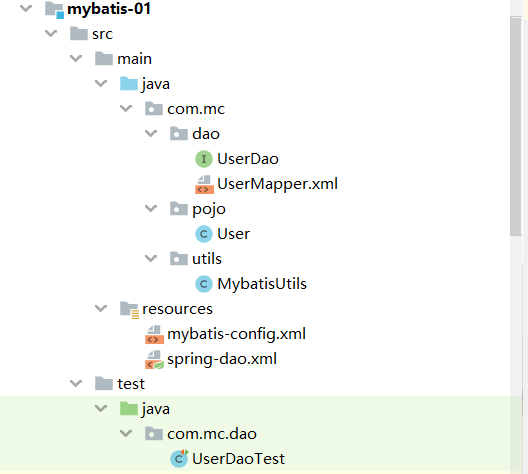 mybatis-01
src
main
java
com.mc
dao
UserDao
UserMapper.xml
pojo
User
utils
MybatisUtils
resources
mybatis-config.xml
spring-dao.xml
test
java
com.mc.dao
UserDaoTest